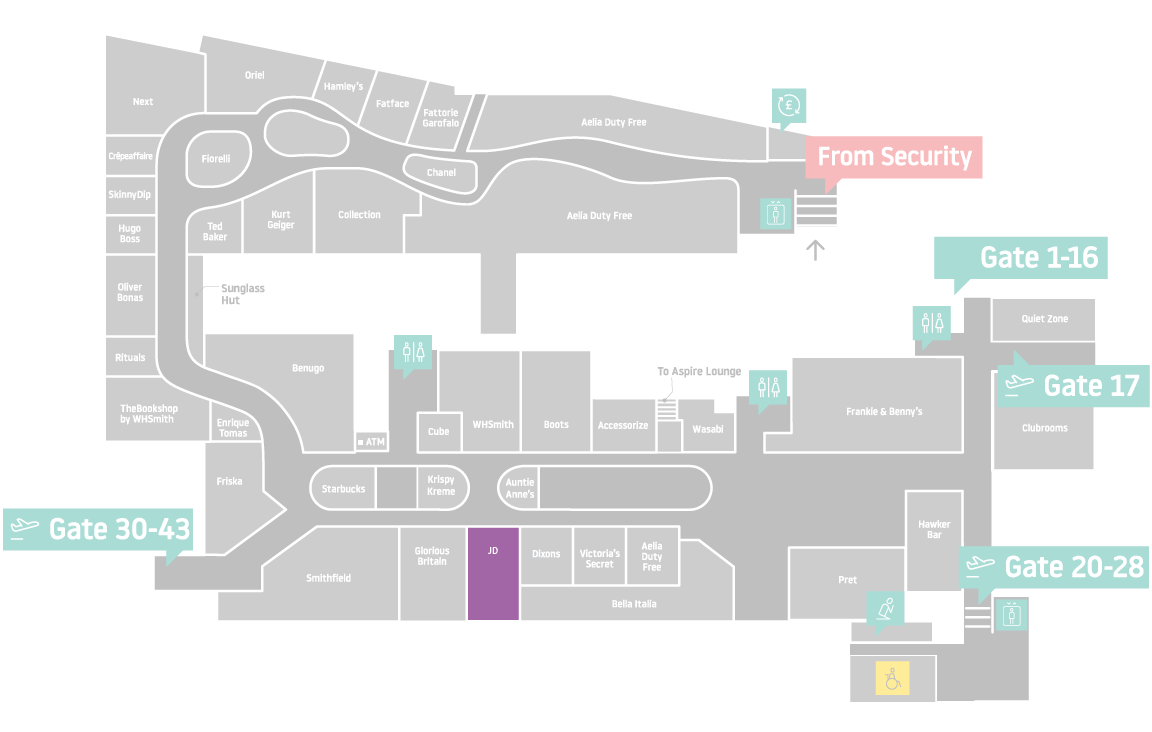 Oriel
Hamley's
Next
Fatface
Fattorie
Garofalo
£
Aelia Duty Free
From Security
Crêpeaffaire
Fiorelli
Chanel
SkinnyDip
Hugo
Boss
Ted
Baker
Kurt
Geiger
Collection
Aelia Duty Free
Gate 1-16
Oliver
Bonas
Sunglass
Hut
Quiet Zone
Rituals
Benugo
To Aspire Lounge
Gate 17
TheBookshop
by WHSmith
Enrique
Tomas
ATM
Cube
WHSmith
Boots
Accessorize
Wasabi
Frankie & Benny's
Clubrooms
Friska
Starbucks
Krispy
Kreme
Auntie
Anne's
Gate 30-43
Hawker
Bar
Smithfield
Glorious
Britain
JD
Dixons
Victoria's
Secret
Aelia
Duty
Free
Bella Italia
Pret
Gate 20-28